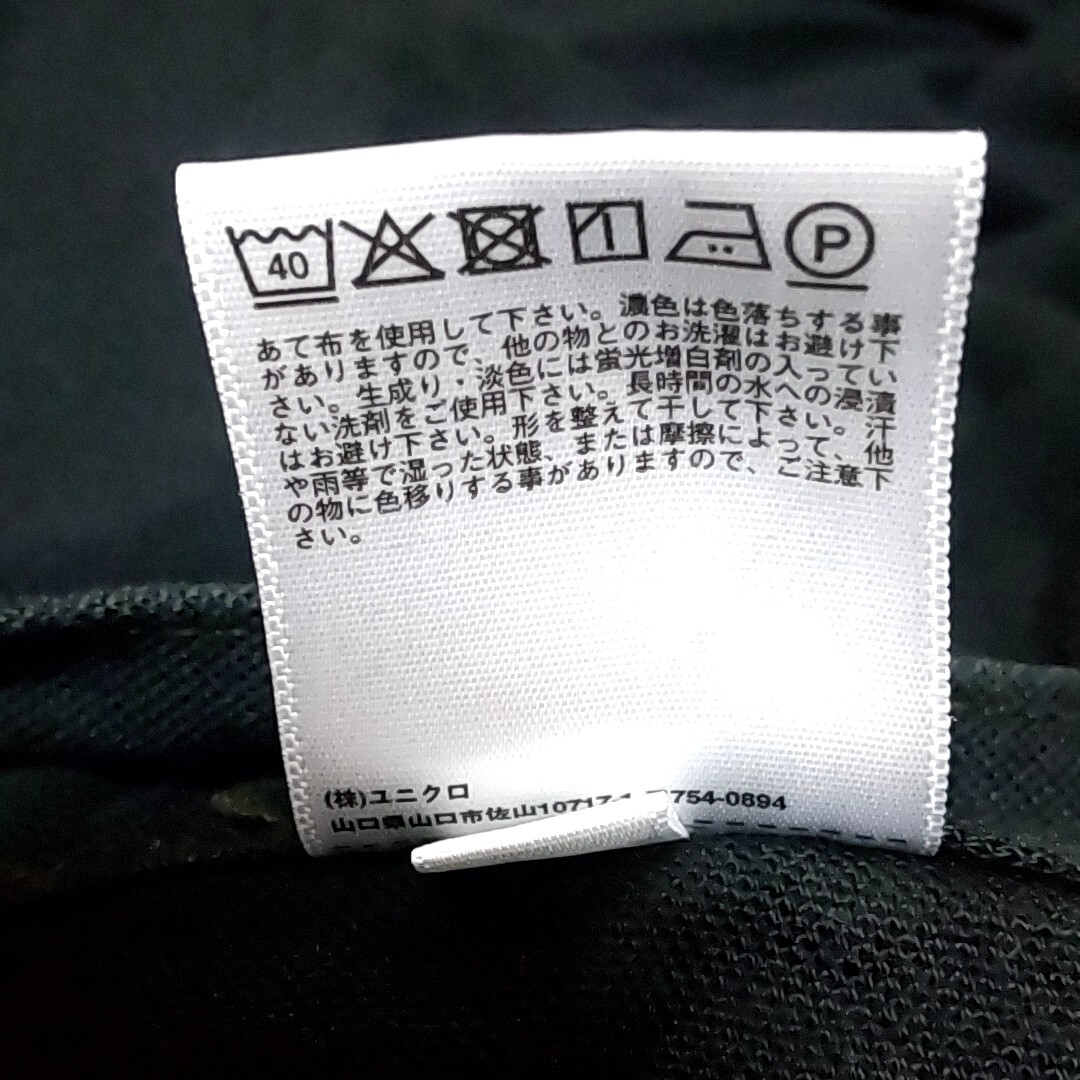 40 P
あて布を使用して下さい。濃色は色落ちする事
がありますので、他の物とのお洗濯はお避け下
さい。生成り・淡色には蛍光増白剤の入ってい
ない洗剤をご使用下さい。長時間の水への浸漬
はお避け下さい。形を整えて干して下さい。汗
や雨等で湿った状態、または摩擦によって、他
の物に色移りする事がありますので、ご注意下
さい。
(株)ユニクロ
山口県山口市佐山10717-1 〒754-0894